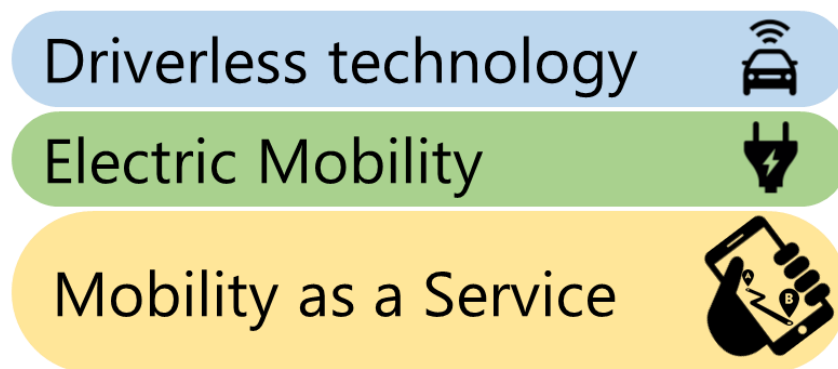 Driverless technology
Electric Mobility
Mobility as a Service
A
B